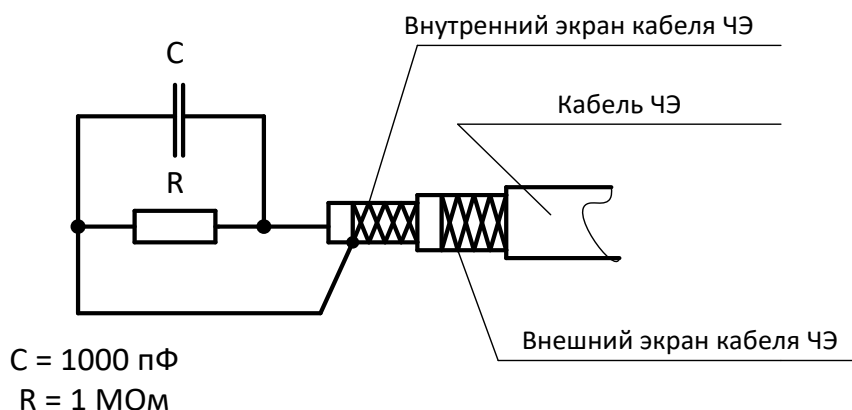 Внутренний экран кабеля ЧЭ
C
Кабель ЧЭ
R
Внешний экран кабеля ЧЭ
C = 1000 пФ
R = 1 МОм